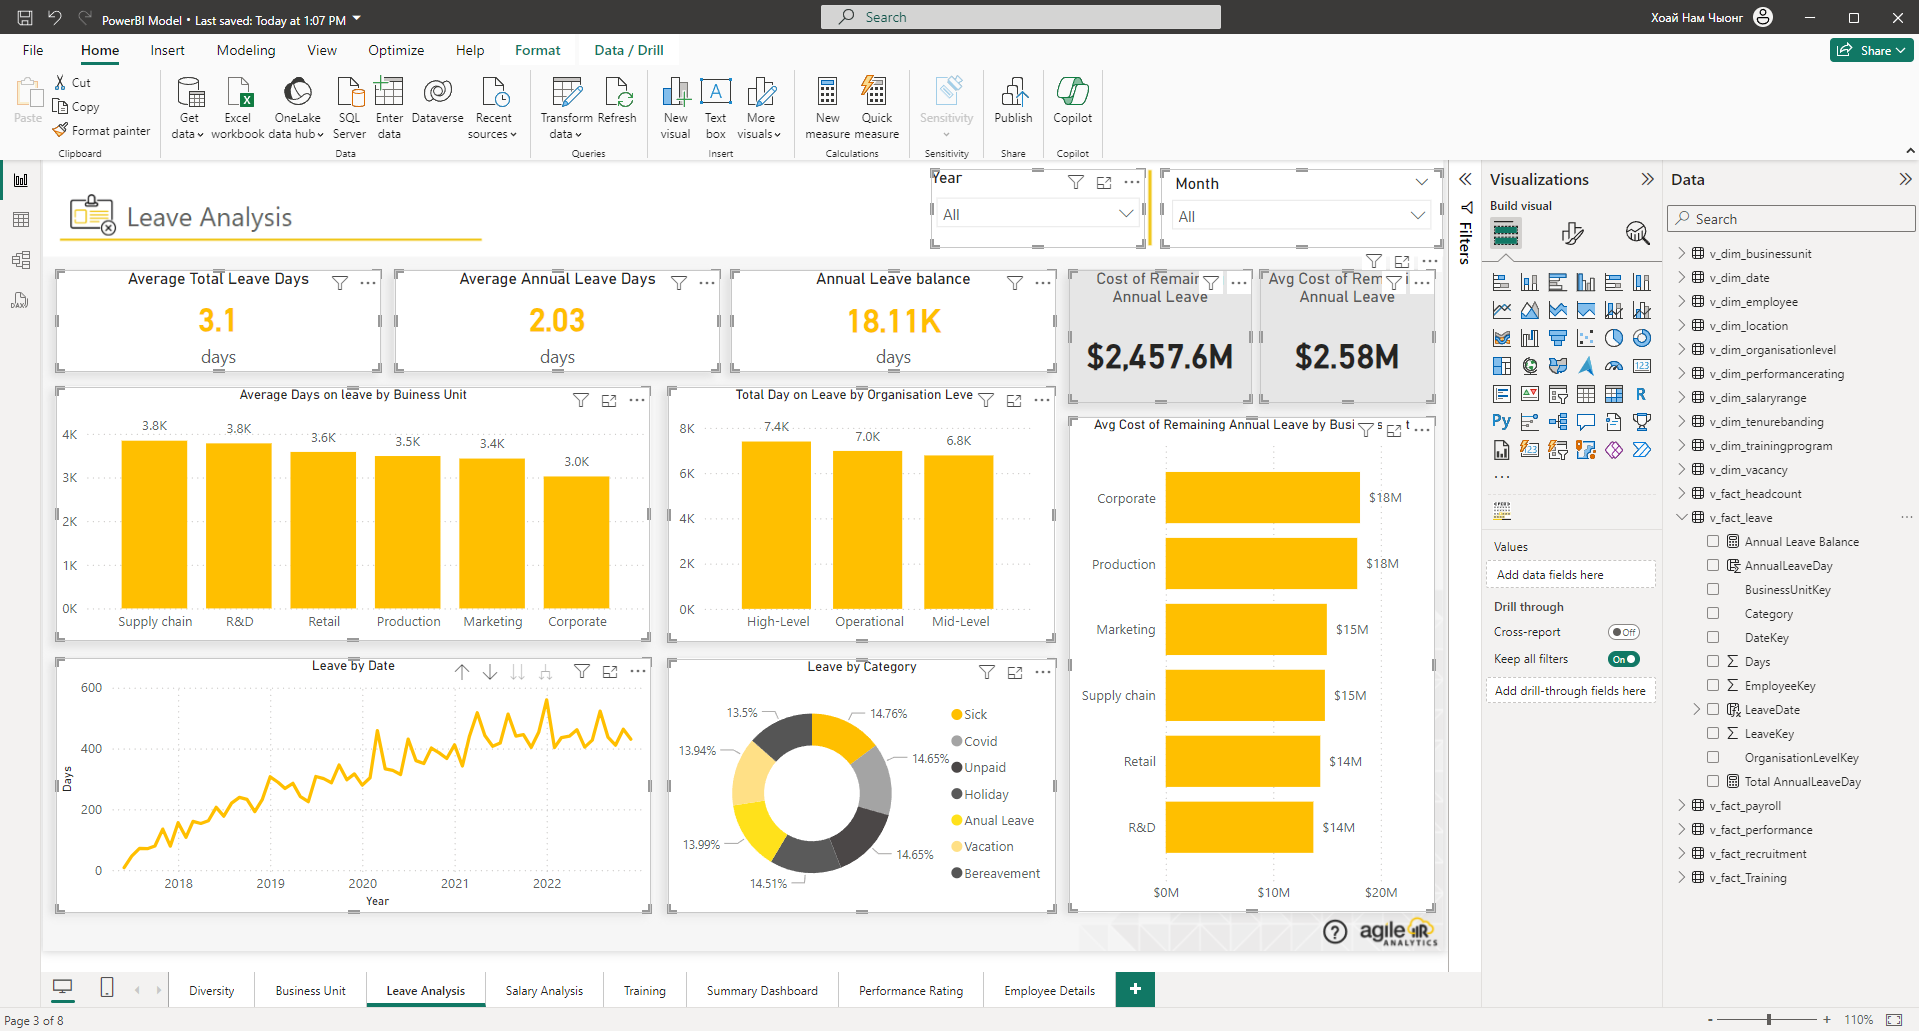 PowerBI Model • Last saved: Today at 1:07 PM
Search
Хоай Нам Чыонг
File
Home
Insert
Modeling
View
Optimize
Help
Format
Data / Drill
Share
Paste
Cut
Copy
Format painter
Clipboard
Get data
Excel workbook
OneLake data hub
SQL Server
Enter data
Dataverse
Recent sources
Data
Transform data
Refresh
Queries
New visual
Text box
More visuals
Insert
New measure
Quick measure
Calculations
Sensitivity
Sensitivity
Publish
Share
Copilot
Copilot
Leave Analysis
Year
All
Month
All
Average Total Leave Days
3.1
days
Average Annual Leave Days
2.03
days
Annual Leave balance
18.11K
days
Cost of Remain
Annual Leave
$2,457.6M
Avg Cost of Rem i
Annual Leave
$2.58M
Average Days on leave by Buiness Unit
4K
3K
2K
1K
0K
3.8K
3.8K
3.6K
3.5K
3.4K
3.0K
Supply chain
R&D
Retail
Production
Marketing
Corporate
Total Day on Leave by Organisation Leve
8K
6K
4K
2K
0K
7.4K
7.0K
6.8K
High-Level
Operational
Mid-Level
Avg Cost of Remaining Annual Leave by Busi s t
Corporate
$18M
Production
$18M
Marketing
$15M
Supply chain
$15M
Retail
$14M
R&D
$14M
$0M
$10M
$20M
Leave by Date
600
400
200
0
Days
2018
2019
2020
2021
2022
Year
Leave by Category
13.5%
14.76%
13.94%
14.65%
13.99%
14.65%
14.51%
Sick
Covid
Unpaid
Holiday
Anual Leave
Vacation
Bereavement
agile
ANALYTICS
Filters
Visualizations
Build visual
123
R
Py
123
Values
Add data fields here
Drill through
Cross-report
Off
Keep all filters
On
Add drill-through fields here
Data
Search
v_dim_businessunit
v_dim_date
v_dim_employee
v_dim_location
v_dim_organisationlevel
v_dim_performancerating
v_dim_salaryrange
v_dim_tenurebanding
v_dim_trainingprogram
v_dim_vacancy
v_fact_headcount
v_fact_leave
Annual Leave Balance
AnnualLeaveDay
BusinessUnitKey
Category
DateKey
Days
EmployeeKey
LeaveDate
LeaveKey
OrganisationLevelKey
Total AnnualLeaveDay
v_fact_payroll
v_fact_performance
v_fact_recruitment
v_fact_Training
Diversity
Business Unit
Leave Analysis
Salary Analysis
Training
Summary Dashboard
Performance Rating
Employee Details
Page 3 of 8
110%